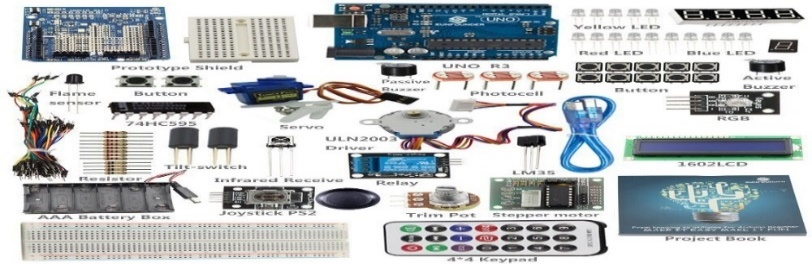 UNO
Yellow LED
Prototype Shield
Red LED
Blue LED
UNO R3
Flame
sensor
Button
Passive
Buzzer
Photocell
Button
Active
Buzzer
74HC595
Servo
RGB
ULN2003
Driver
Tilt-switch
Resistor
Infrared Receive
Relay
LM35
1602LCD
AAA Battery Box
Joystick PS2
Trim Pot
Stepper motor
Project Book
4*4 Keypad